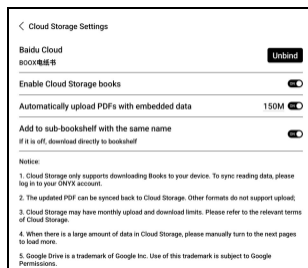 Cloud Storage Settings
Baidu Cloud
BOOX电纸书
Unbind
Enable Cloud Storage books
ON
Automatically upload PDFs with embedded data
150M ON
Add to sub-bookshelf with the same name
If it is off, download directly to bookshelf
ON
Notice:
1. Cloud Storage only supports downloading Books to your device. To sync reading data, please
log in to your ONYX account.
2. The updated PDF can be synced back to Cloud Storage. Other formats do not support upload;
3. Cloud Storage may have monthly upload and download limits. Please refer to the relevant terms
of Cloud Storage.
4. When there is a large amount of data in Cloud Storage, please manually turn to the next pages
to load more.
5. Google Drive is a trademark of Google Inc. Use of this trademark is subject to Google
Permissions.